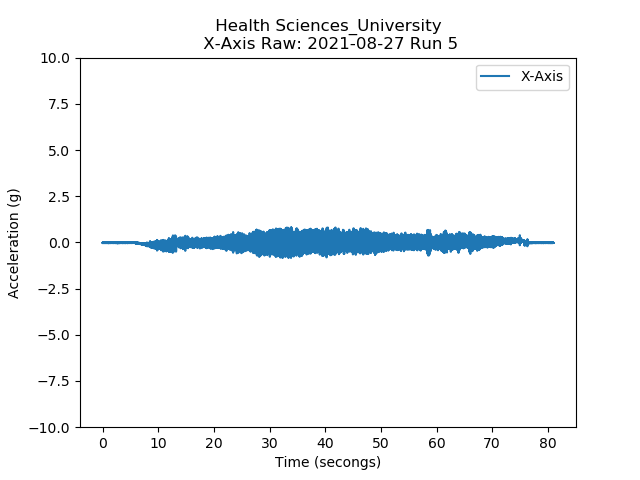 Health Sciences_University
X-Axis Raw: 2021-08-27 Run 5
X-Axis
10.0
7.5
5.0
2.5
0.0
−2.5
−5.0
−7.5
−10.0
Acceleration (g)
0 10 20 30 40 50 60 70 80
Time (secongs)